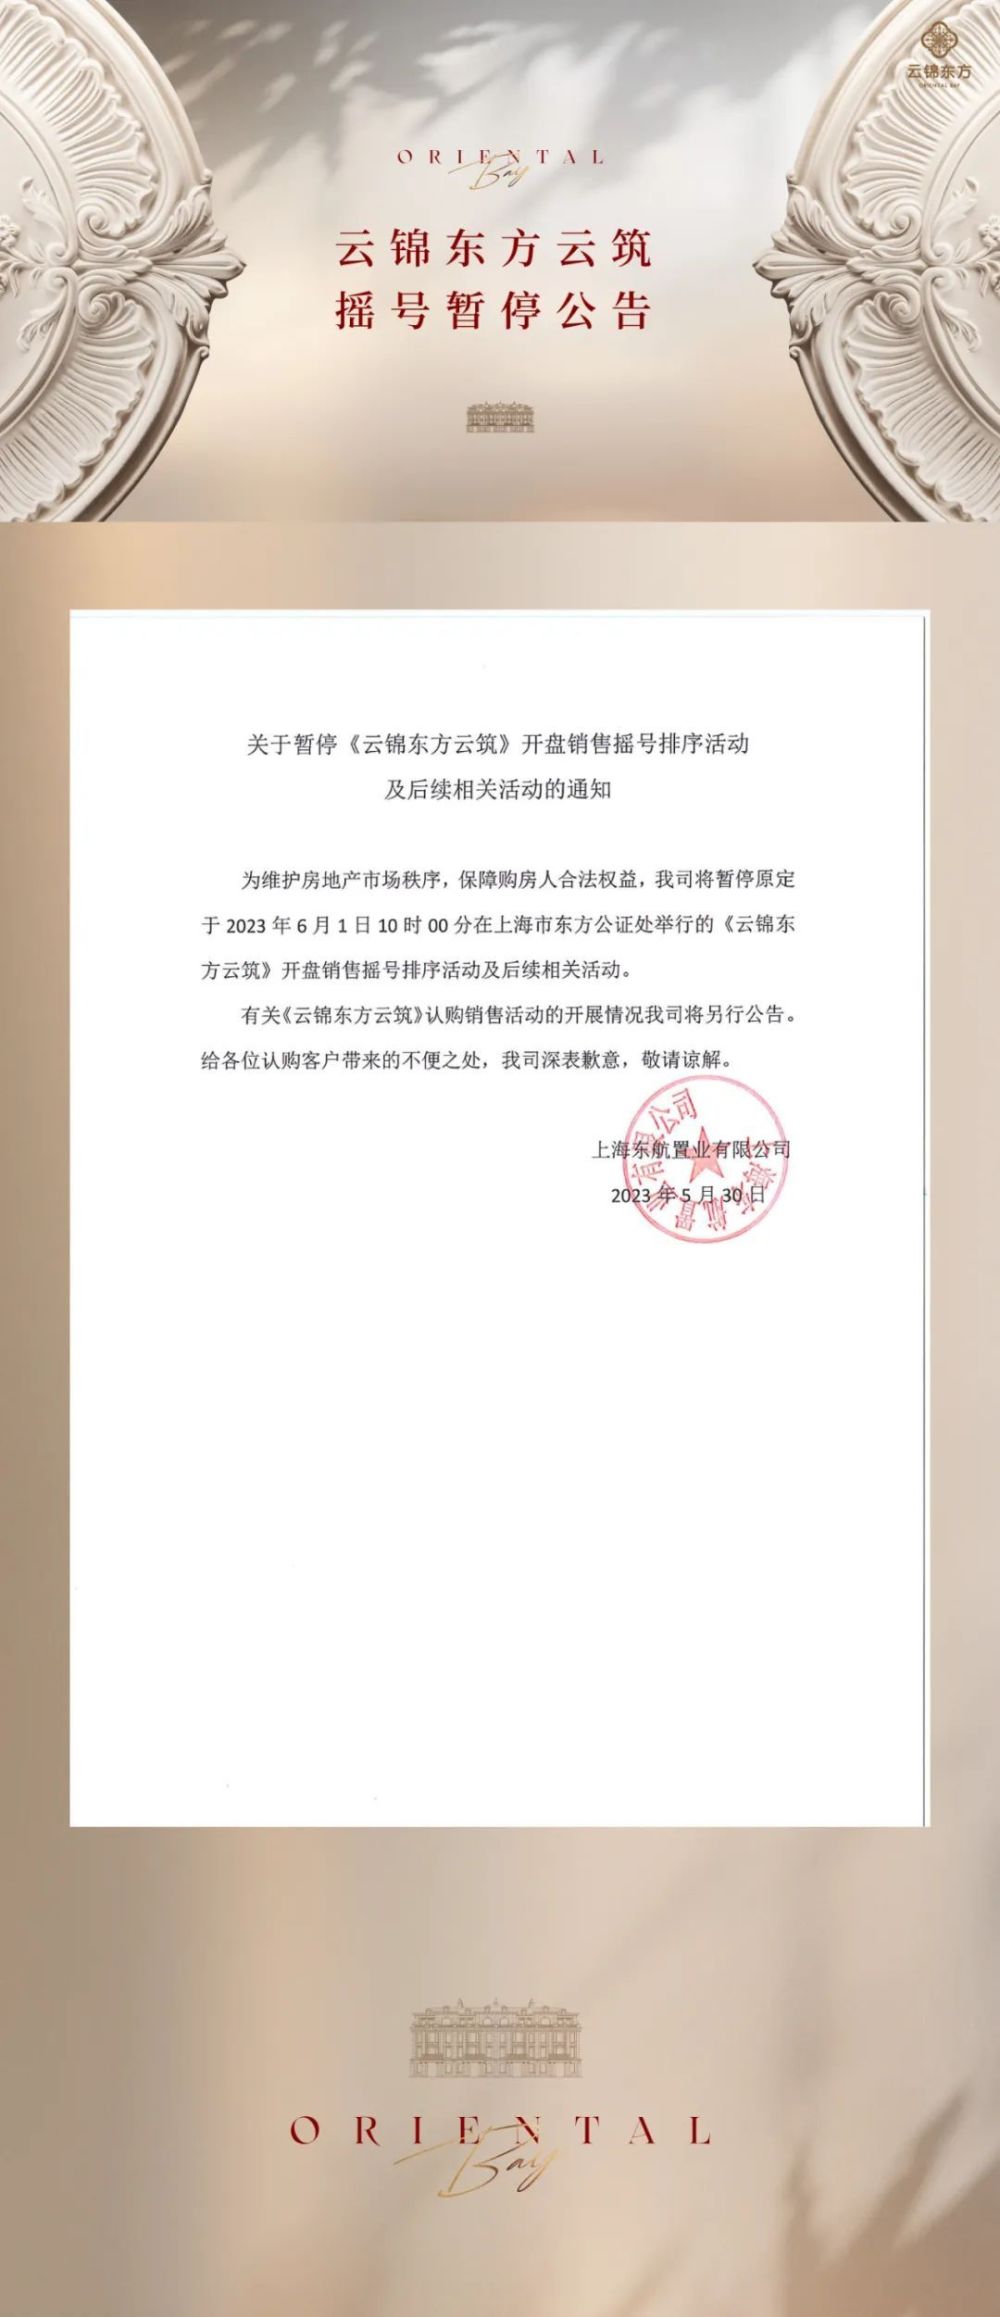 云锦东方
ORIENTAL BAY
ORIENTAL
Bay
云锦东方云筑
摇号暂停公告
关于暂停《云锦东方云筑》开盘销售摇号排序活动
及后续相关活动的通知
为维护房地产市场秩序，保障购房人合法权益，我司将暂停原定
于 2023 年 6 月 1 日 10 时 00 分在上海市东方公证处举行的《云锦东
方云筑》开盘销售摇号排序活动及后续相关活动。
有关《云锦东方云筑》认购销售活动的开展情况我司将另行公告。
给各位认购客户带来的不便之处，我司深表歉意，敬请谅解。
上海东航置业有限公司
2023 年 5 月 30 日
上海东航置业有限公司
ORIENTAL
Bay